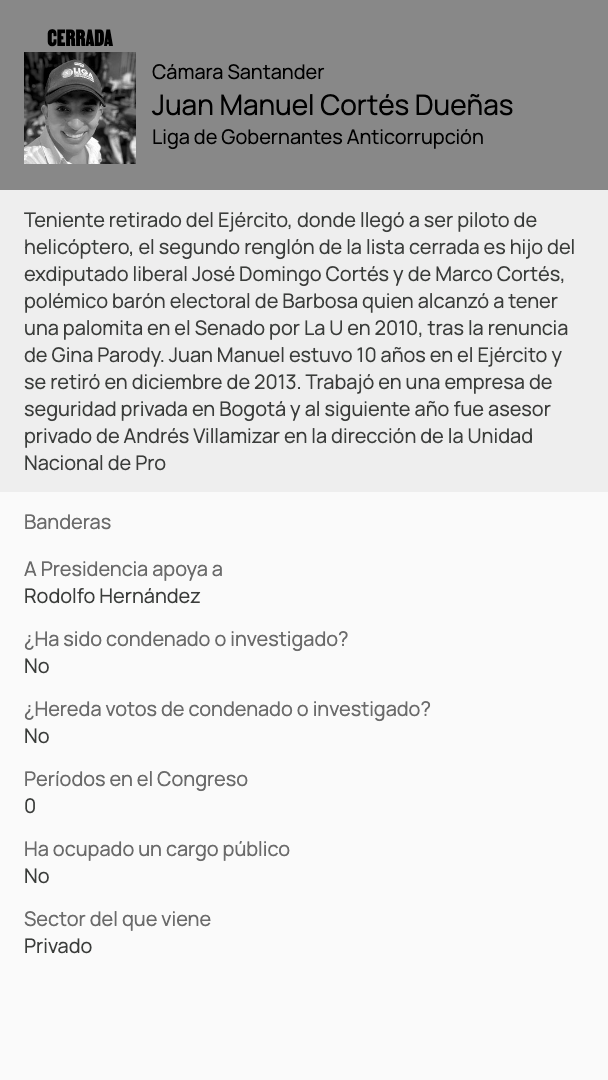 CERRADA
LIGA
Cámara Santander
Juan Manuel Cortés Dueñas
Liga de Gobernantes Anticorrupción
Teniente retirado del Ejército, donde llegó a ser piloto de
helicóptero, el segundo renglón de la lista cerrada es hijo del
exdiputado liberal José Domingo Cortés y de Marco Cortés,
polémico barón electoral de Barbosa quien alcanzó a tener
una palomita en el Senado por La U en 2010, tras la renuncia
de Gina Parody. Juan Manuel estuvo 10 años en el Ejército y
se retiró en diciembre de 2013. Trabajó en una empresa de
seguridad privada en Bogotá y al siguiente año fue asesor
privado de Andrés Villamizar en la dirección de la Unidad
Nacional de Pro
Banderas
A Presidencia apoya a
Rodolfo Hernández
¿Ha sido condenado o investigado?
No
¿Hereda votos de condenado o investigado?
No
Períodos en el Congreso
0
Ha ocupado un cargo público
No
Sector del que viene
Privado